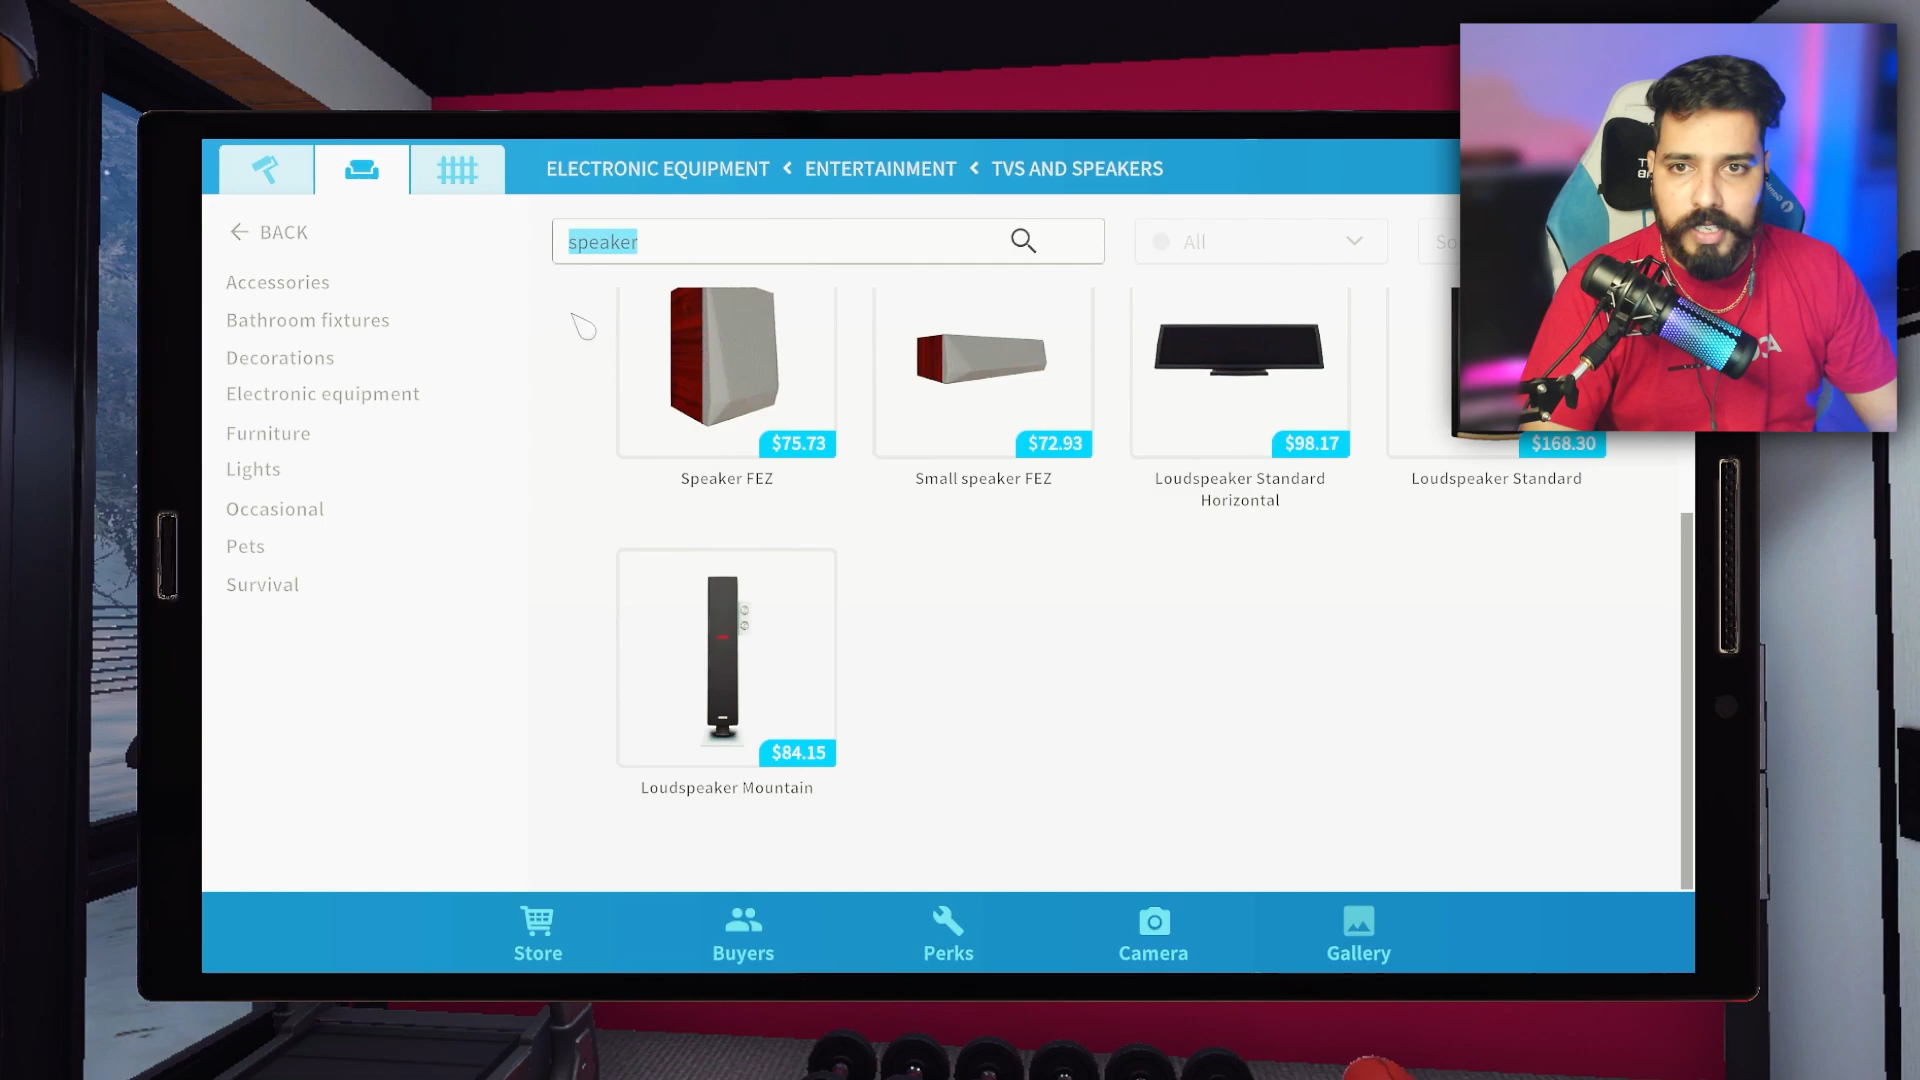 ELECTRONIC EQUIPMENT < ENTERTAINMENT < TVS AND SPEAKERS
BACK
speaker
All
So
Accessories
Bathroom fixtures
Decorations
Electronic equipment
Furniture
Lights
Occasional
Pets
Survival
$75.73
$72.93
$98.17
$168.30
Speaker FEZ
Small speaker FEZ
Loudspeaker Standard
Horizontal
Loudspeaker Standard
$84.15
Loudspeaker Mountain
Store
Buyers
Perks
Camera
Gallery